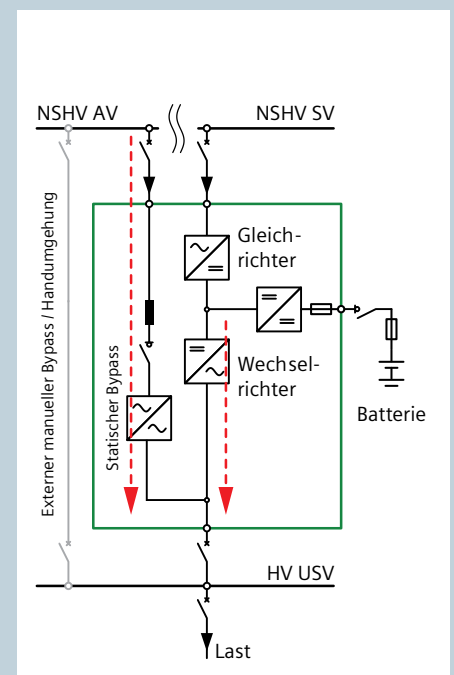 NSHV AV
NSHV SV
Gleich-
richter
Wechsel-
richter
Batterie
Externer manueller Bypass / Handumgehung
Statischer Bypass
HV USV
Last